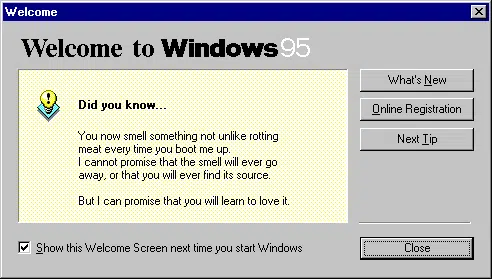 Welcome
Welcome to Windows 95
Did you know...
You now smell something not unlike rotting
meat every time you boot me up.
I cannot promise that the smell will ever go
away, or that you will ever find its source.
But I can promise that you will learn to love it.
What's New
Online Registration
Next Tip
Show this Welcome Screen next time you start Windows
Close